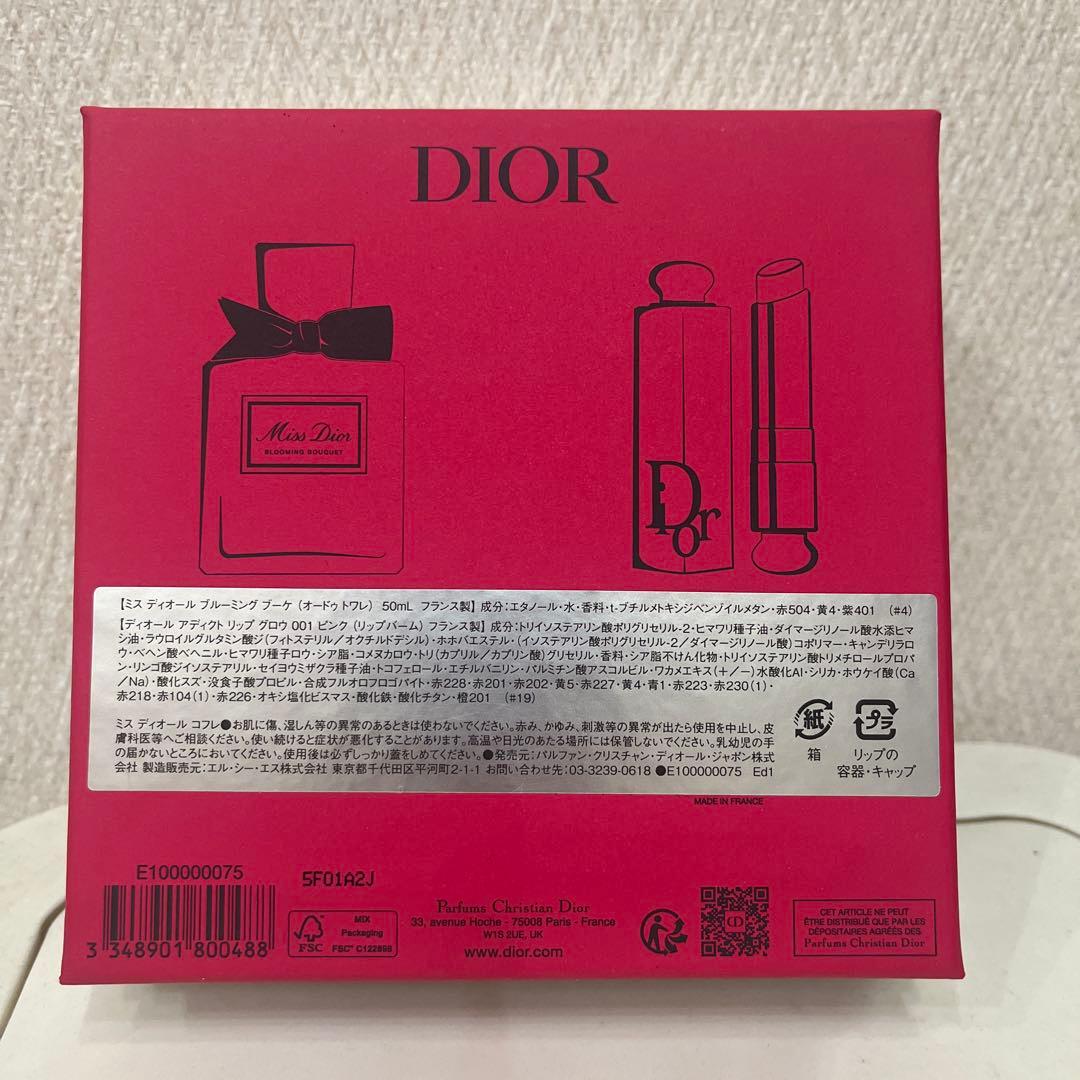 DIOR
Miss Dior
BLOOMING BOUQUET
Dior
【ミス ディオール ブルーミング ブーケ（オードゥ トワレ） 50mL フランス製】成分：エタノール・水・香料・t-ブチルメトキシジベンゾイルメタン・赤504・黄4・紫401 （#4）
【ディオール アディクト リップ グロウ 001 ピンク（リップバーム）フランス製】成分：トリイソステアリン酸ポリグリセリル-2・ヒマワリ種子油・ダイマージリノール酸水添ヒマ
シ油・ラウロイルグルタミン酸ジ（フィトステリル／オクチルドデシル）・ホホバエステル・（イソステアリン酸ポリグリセリル-2／ダイマージリノール酸）コポリマー・キャンデリラロ
ウ・ベヘン酸ベヘニル・ヒマワリ種子ロウ・シア脂・コメヌカロウ・トリ（カプリル／カプリン酸）グリセリル・香料・シア脂不けん化物・トリイソステアリン酸トリメチロールプロパ
ン・リンゴ酸ジイソステアリル・セイヨウミザクラ種子油・トコフェロール・エチルバニリン・パルミチン酸アスコルビル・ワカメエキス（＋／－）水酸化Al・シリカ・ホウケイ酸（Ca
／Na）・酸化スズ・没食子酸プロピル・合成フルオロフロゴパイト・赤228・赤201・赤202・黄5・赤227・黄4・青1・赤223・赤230（1）・
赤218・赤104（1）・赤226・オキシ塩化ビスマス・酸化鉄・酸化チタン・橙201 （#19）
ミス ディオール コフレ●お肌に傷、湿しん等の異常のあるときは使わないでください。赤み、かゆみ、刺激等の異常が出たら使用を中止し、皮
膚科医等へご相談ください。使い続けると症状が悪化することがあります。高温や日光のあたる場所には保管しないでください。乳幼児の手
の届かないところにおいてください。使用後は必ずしっかり蓋をしめてください。●発売元：パルファン・クリスチャン・ディオール・ジャポン株式
会社 製造販売元：エル・シー・エス株式会社 東京都千代田区平河町2-1-1 お問い合わせ先：03-3239-0618 ●E100000075 Ed1
紙
箱
プラ
リップの
容器・キャップ
MADE IN FRANCE
E100000075
3 348901 800488
5F01A2J
FSC
MIX
Packaging
FSC® C122898
Parfums Christian Dior
33, avenue Hoche - 75008 Paris - France
W1S 2UE, UK
www.dior.com
CD
CET ARTICLE NE PEUT
ÊTRE DISTRIBUÉ QUE PAR LES
DÉPOSITAIRES AGRÉÉS DES
Parfums Christian Dior